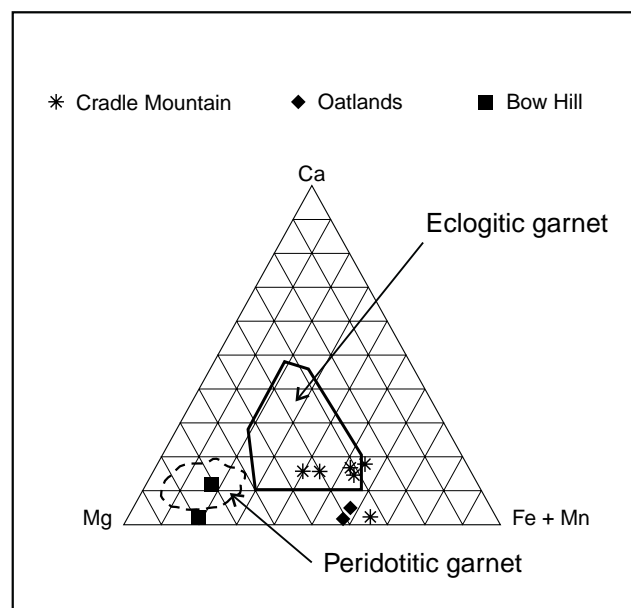 Cradle Mountain Oatlands Bow Hill
Ca
Eclogitic garnet
Mg Fe + Mn
Peridotitic garnet